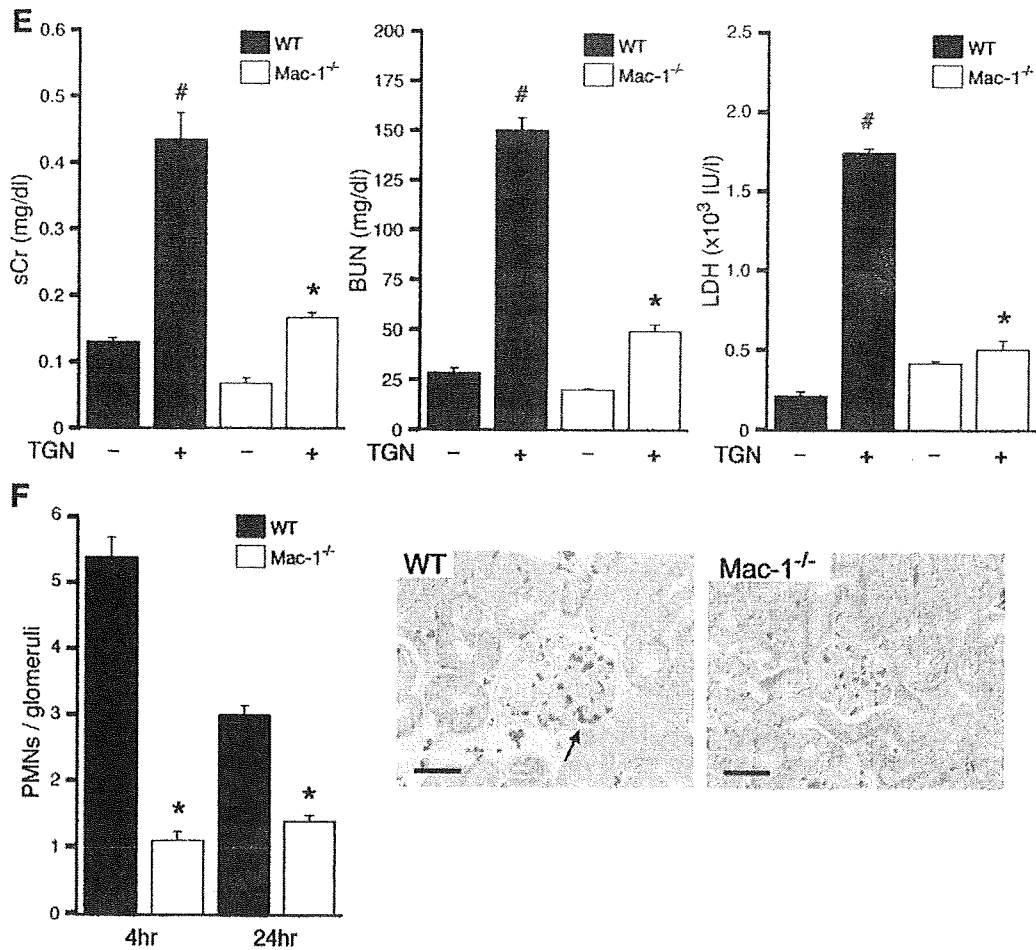 E
sCr (mg/dl)
0.6
0.5
0.4
0.3
0.2
0.1
0
WT
Mac-1-/-
#
*
TGN - + - +
BUN (mg/dl)
200
175
150
125
100
75
50
25
0
WT
Mac-1-/-
#
*
TGN - + - +
LDH (x10³ IU/l)
2.5
2.0
1.5
1.0
0.5
0
WT
Mac-1-/-
#
*
TGN - + - +
F
PMNs / glomeruli
6
5
4
3
2
1
0
WT
Mac-1-/-
*
*
4hr 24hr
WT
Mac-1-/-